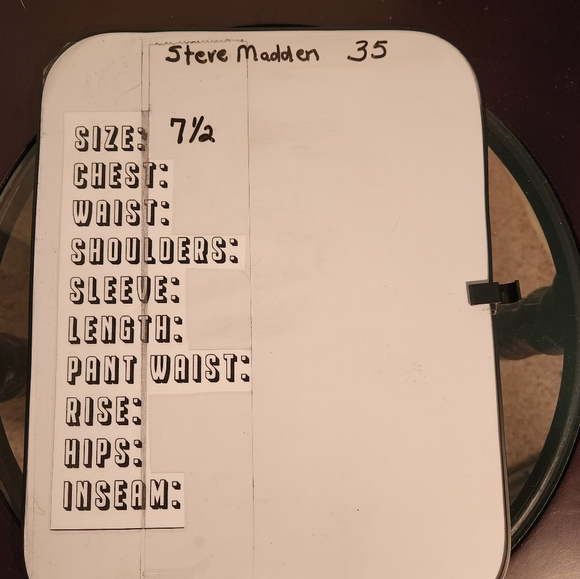 Steve Madden 35
SIZE: 7½
CHEST:
WAIST:
SHOULDERS:
SLEEVE:
LENGTH:
PANT WAIST:
RISE:
HIPS:
INSEAM: